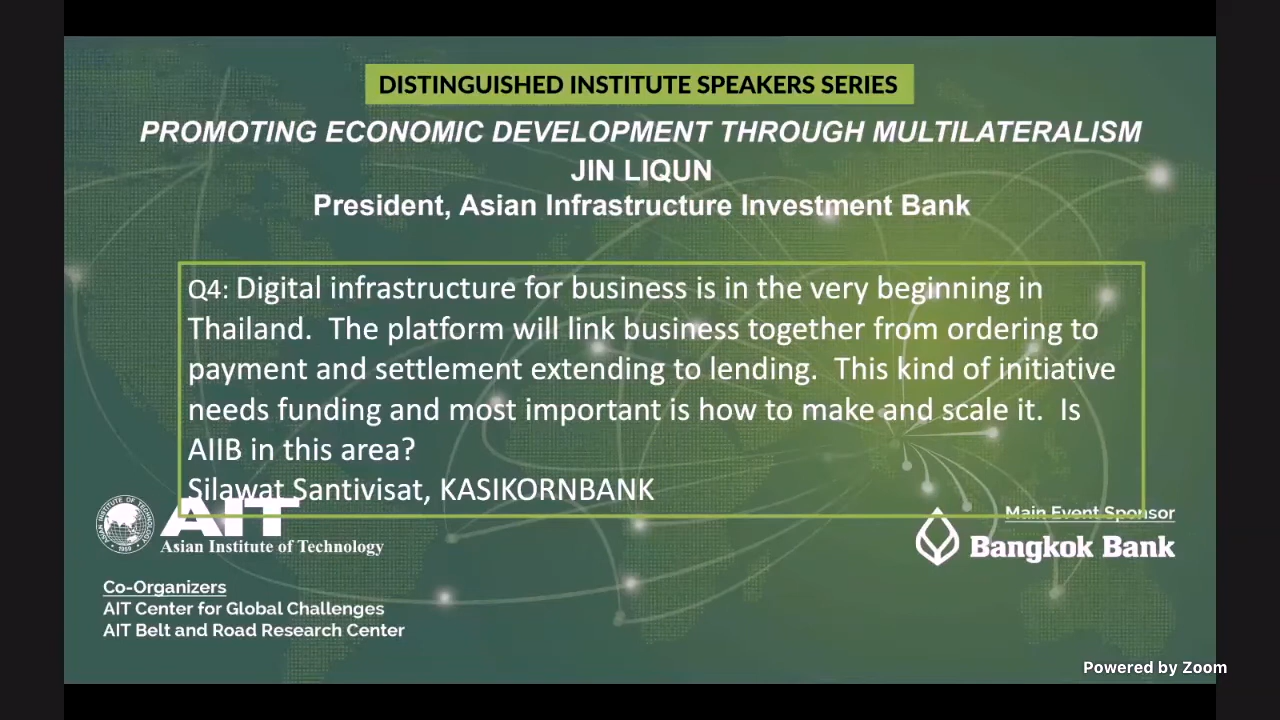 DISTINGUISHED INSTITUTE SPEAKERS SERIES
PROMOTING ECONOMIC DEVELOPMENT THROUGH MULTILATERALISM
JIN LIQUN
President, Asian Infrastructure Investment Bank
Q4: Digital infrastructure for business is in the very beginning in
Thailand.  The platform will link business together from ordering to
payment and settlement extending to lending.  This kind of initiative
needs funding and most important is how to make and scale it.  Is
AIIB in this area?
Silawat Santivisat, KASIKORNBANK
AIT
Asian Institute of Technology
Main Event Sponsor
Bangkok Bank
Co-Organizers
AIT Center for Global Challenges
AIT Belt and Road Research Center
Powered by Zoom